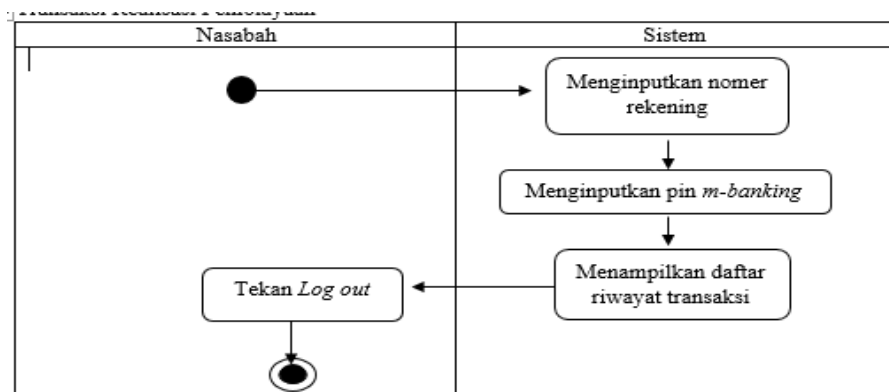 Nasabah
Sistem
Menginputkan nomer
rekening
Menginputkan pin m-banking
Menampilkan daftar
riwayat transaksi
Tekan Log out